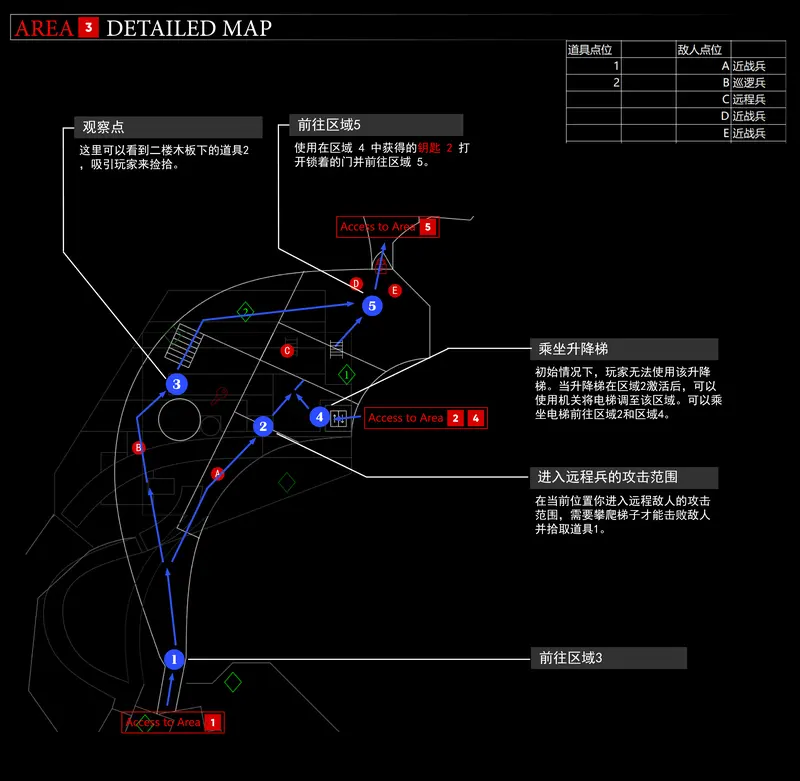 AREA 3 DETAILED MAP
道具点位 敌人点位
1 A 近战兵
2 B 巡逻兵
C 远程兵
D 近战兵
E 近战兵
观察点
这里可以看到二楼木板下的道具2
，吸引玩家来捡拾。
前往区域5
使用在区域 4 中获得的钥匙 2 打
开锁着的门并前往区域 5。
Access to Area 5
D
E
5
2
C
1
3
乘坐升降梯
初始情况下，玩家无法使用该升降
梯。当升降梯在区域2激活后，可以
使用机关将电梯调至该区域。可以乘
坐电梯前往区域2和区域4。
4
Access to Area 2 4
2
B
A
进入远程兵的攻击范围
在当前位置你进入远程敌人的攻击
范围，需要攀爬梯子才能击败敌人
并拾取道具1。
1
前往区域3
Access to Area 1